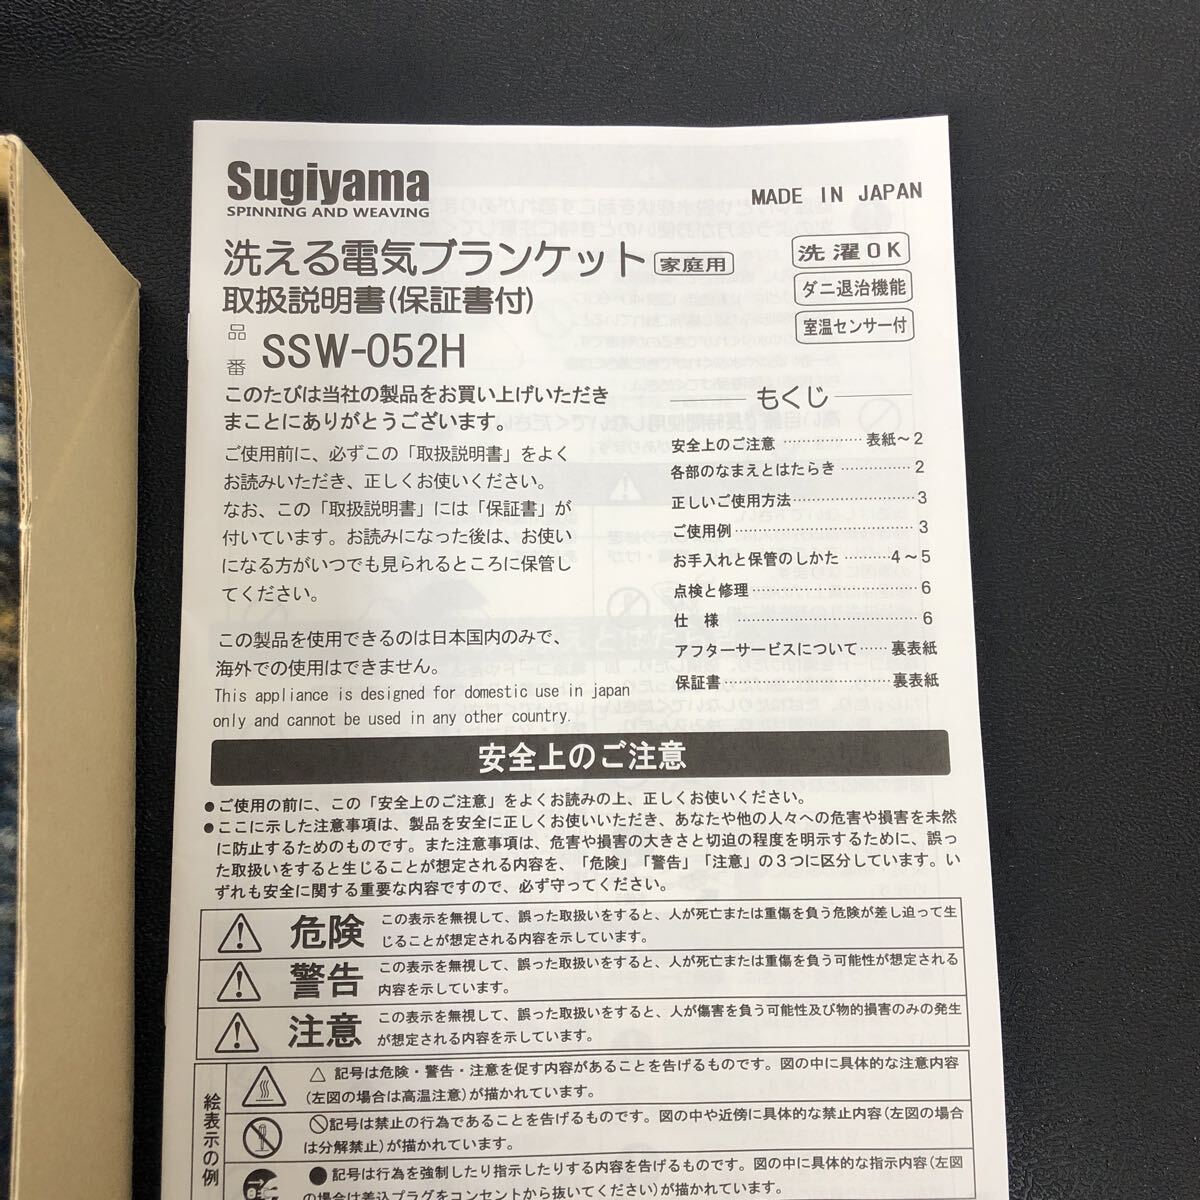 Sugiyama
SPINNING AND WEAVING
MADE IN JAPAN
洗える電気ブランケット 家庭用
取扱説明書(保証書付)
品番 SSW-052H
洗濯OK
ダニ退治機能
室温センサー付
このたびは当社の製品をお買い上げいただき
まことにありがとうございます。
ご使用前に、必ずこの「取扱説明書」をよく
お読みいただき、正しくお使いください。
なお、この「取扱説明書」には「保証書」が
付いています。お読みになった後は、お使い
になる方がいつでも見られるところに保管し
てください。
この製品を使用できるのは日本国内のみで、
海外での使用はできません。
This appliance is designed for domestic use in japan
only and cannot be used in any other country.
もくじ
安全上のご注意 ‥‥‥‥‥ 表紙～2
各部のなまえとはたらき ‥‥‥‥‥ 2
正しいご使用方法 ‥‥‥‥‥ 3
ご使用例 ‥‥‥‥‥ 3
お手入れと保管のしかた ‥‥‥‥‥ 4～5
点検と修理 ‥‥‥‥‥ 6
仕様 ‥‥‥‥‥ 6
アフターサービスについて ‥‥ 裏表紙
保証書 ‥‥‥‥‥ 裏表紙
安全上のご注意
●ご使用の前に、この「安全上のご注意」をよくお読みの上、正しくお使いください。
●ここに示した注意事項は、製品を安全に正しくお使いいただき、あなたや他の人々への危害や損害を未然
に防止するためのものです。また注意事項は、危害や損害の大きさと切迫の程度を明示するために、誤っ
た取扱いをすると生じることが想定される内容を、「危険」「警告」「注意」の3つに区分しています。い
ずれも安全に関する重要な内容ですので、必ず守ってください。
危険 この表示を無視して、誤った取扱いをすると、人が死亡または重傷を負う危険が差し迫って生
じることが想定される内容を示しています。
警告 この表示を無視して、誤った取扱いをすると、人が死亡または重傷を負う可能性が想定される
内容を示しています。
注意 この表示を無視して、誤った取扱いをすると、人が傷害を負う可能性及び物的損害のみの発生
が想定される内容を示しています。
絵表示の例
△ 記号は危険・警告・注意を促す内容があることを告げるものです。図の中に具体的な注意内容
(左図の場合は高温注意)が描かれています。
🚫記号は禁止の行為であることを告げるものです。図の中や近傍に具体的な禁止内容(左図の場合
は分解禁止)が描かれています。
●記号は行為を強制したり指示したりする内容を告げるものです。図の中に具体的な指示内容(左図
の場合は差込プラグをコンセントから抜いてください)が描かれています。